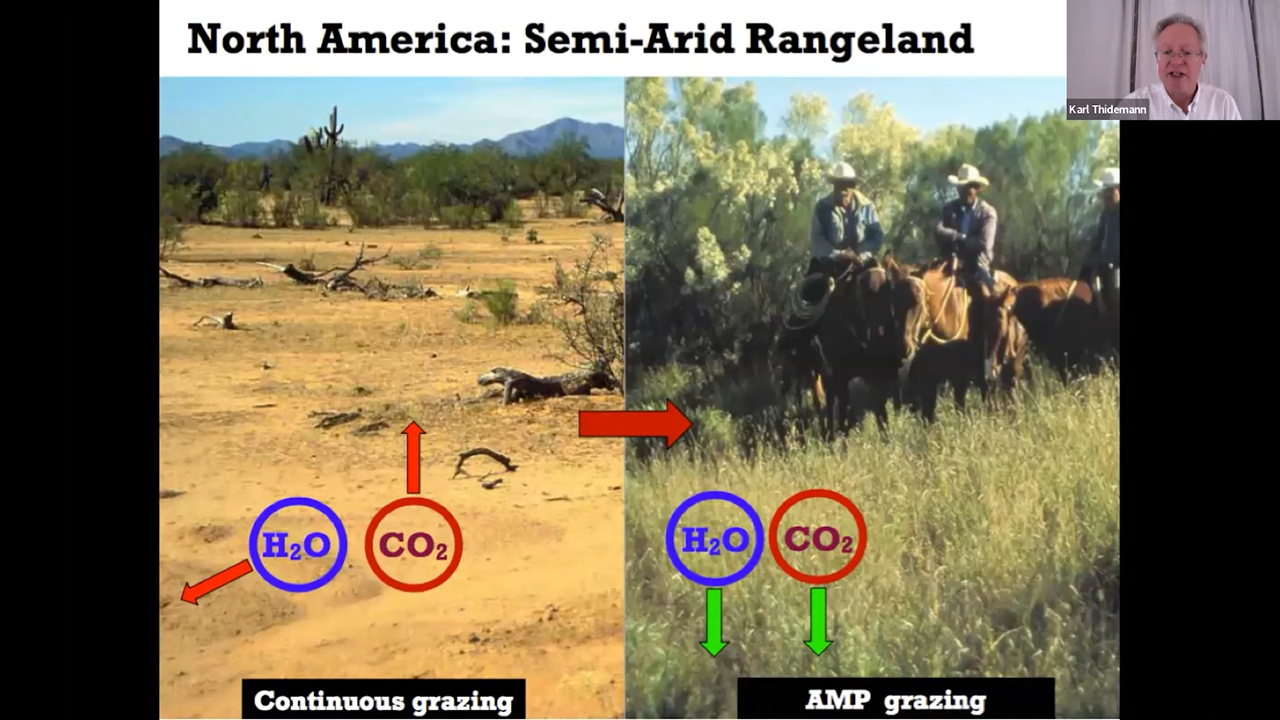 North America: Semi-Arid Rangeland
Karl Thidemann
H₂O
CO₂
H₂O
CO₂
Continuous grazing
AMP grazing